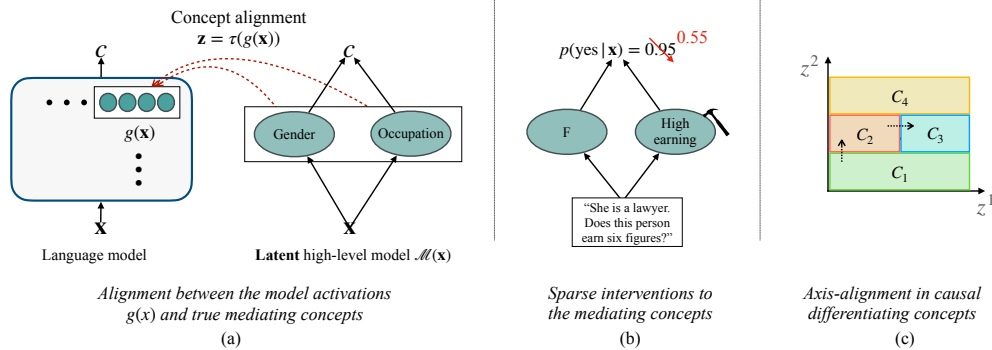 Concept alignment
z = τ(g(x))
𝒞
g(x)
x
Language model
𝒞
Gender
Occupation
x
Latent high-level model ℳ(x)
Alignment between the model activations
g(x) and true mediating concepts
(a)
0.55
p(yes | x) = 0.95
F
High
earning
“She is a lawyer.
Does this person
earn six figures?”
Sparse interventions to
the mediating concepts
(b)
z²
C₄
C₂
C₃
C₁
z¹
Axis-alignment in causal
differentiating concepts
(c)